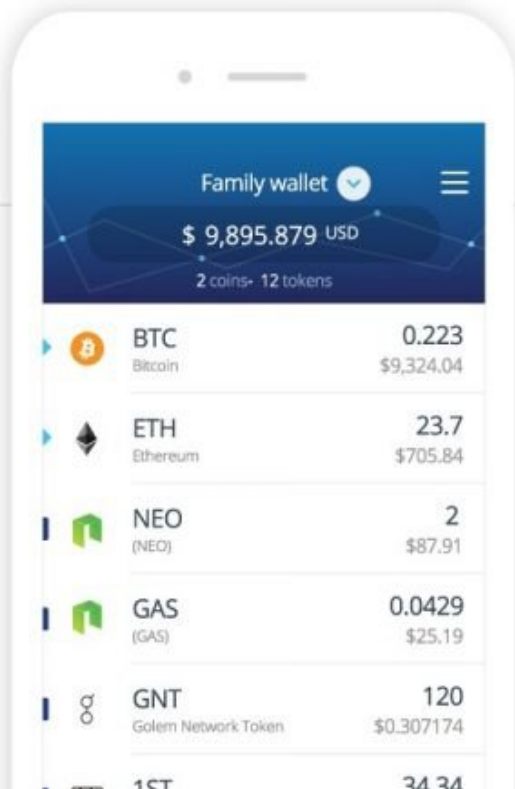 Family wallet
$ 9,895.879 USD
2 coins• 12 tokens
BTC 0.223
Bitcoin $9,324.04
ETH 23.7
Ethereum $705.84
NEO 2
(NEO) $87.91
GAS 0.0429
(GAS) $25.19
GNT 120
Golem Network Token $0.307174
1ST 34.34